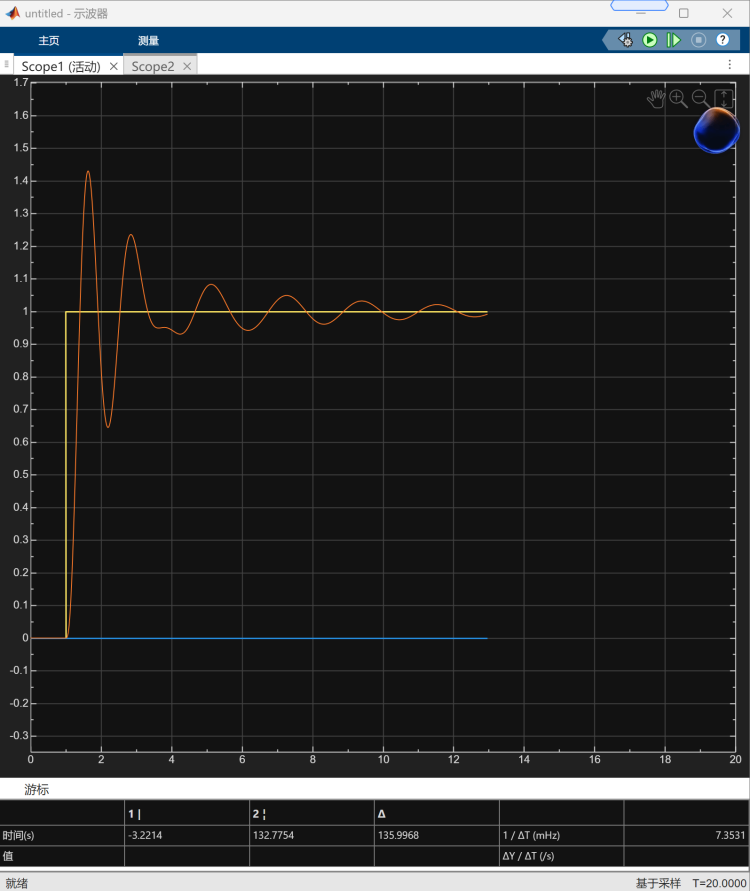 untitled - 示波器
主页 测量
Scope1 (活动) Scope2
1.7
1.6
1.5
1.4
1.3
1.2
1.1
1
0.9
0.8
0.7
0.6
0.5
0.4
0.3
0.2
0.1
0
-0.1
-0.2
-0.3
0 2 4 6 8 10 12 14 16 18 20
游标
1 | 2 ¦ Δ
时间(s) -3.2214 132.7754 135.9968 1 / ΔT (mHz) 7.3531
值 ΔY / ΔT (/s)
就绪 基于采样 T=20.0000